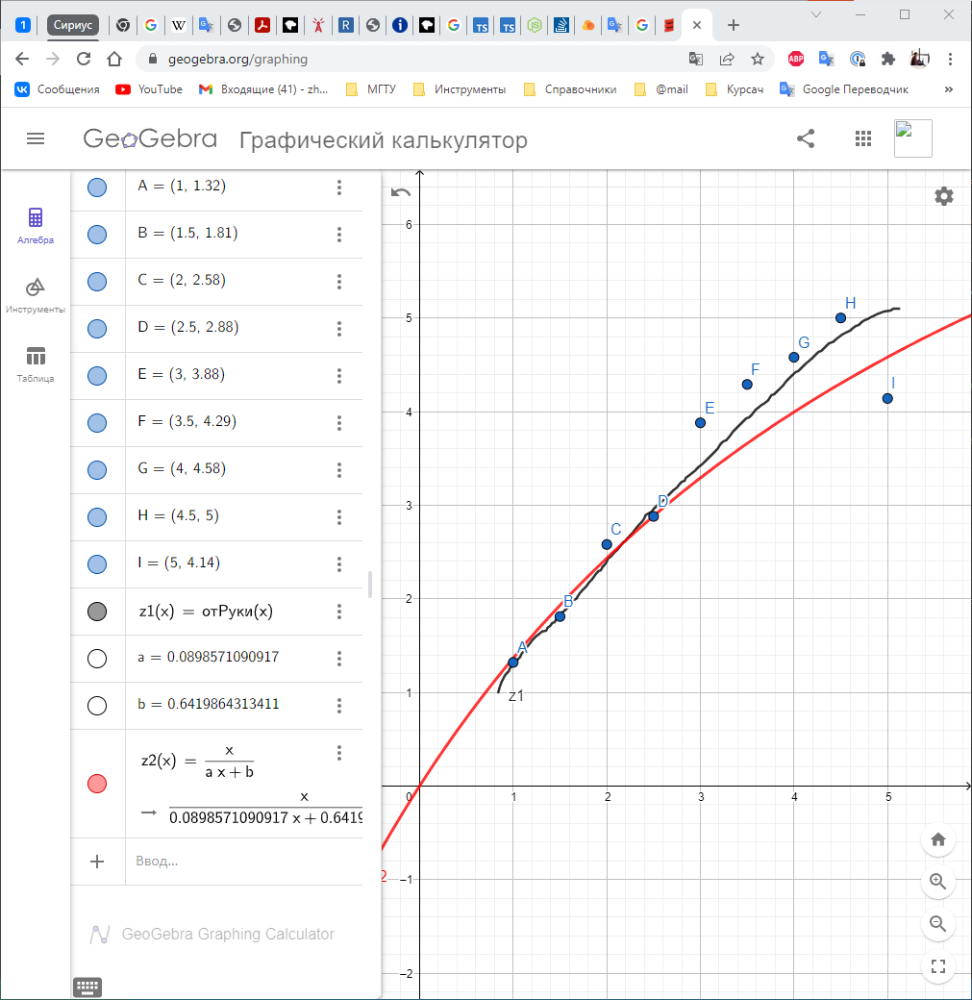 1 Сириус
geogebra.org/graphing
Сообщения YouTube Входящие (41) - zh... МГТУ Инструменты Справочники @mail Курсач Google Переводчик »
GeoGebra Графический калькулятор
Алгебра
Инструменты
Таблица
A = (1, 1.32)
B = (1.5, 1.81)
C = (2, 2.58)
D = (2.5, 2.88)
E = (3, 3.88)
F = (3.5, 4.29)
G = (4, 4.58)
H = (4.5, 5)
I = (5, 4.14)
z1(x) = отРуки(x)
a = 0.0898571090917
b = 0.6419864313411
z2(x) = x / (a x + b)
→ x / 0.0898571090917 x + 0.6419
+ Ввод...
GeoGebra Graphing Calculator
6
5
4
3
2
1
0 1 2 3 4 5
−1
−2
A
B
C
D
E
F
G
H
I
z1
2